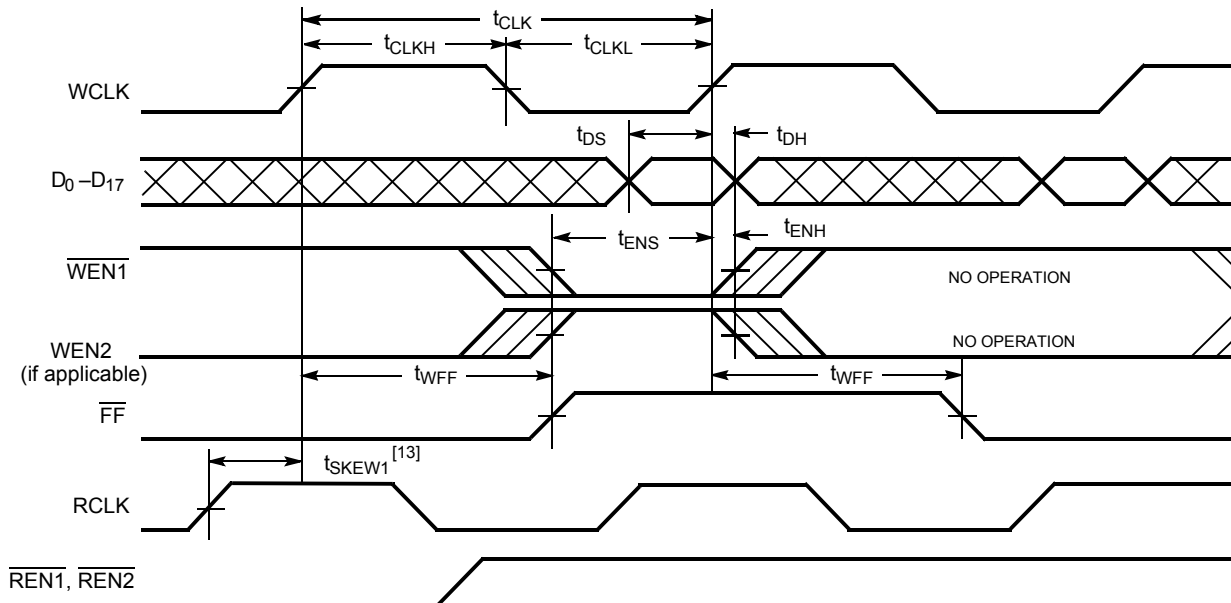 tCLK
tCLKH
tCLKL
WCLK
tDS
tDH
D0 –D17
tENS
tENH
WEN1
NO OPERATION
WEN2
(if applicable)
NO OPERATION
tWFF
tWFF
FF
tSKEW1 [13]
RCLK
REN1, REN2